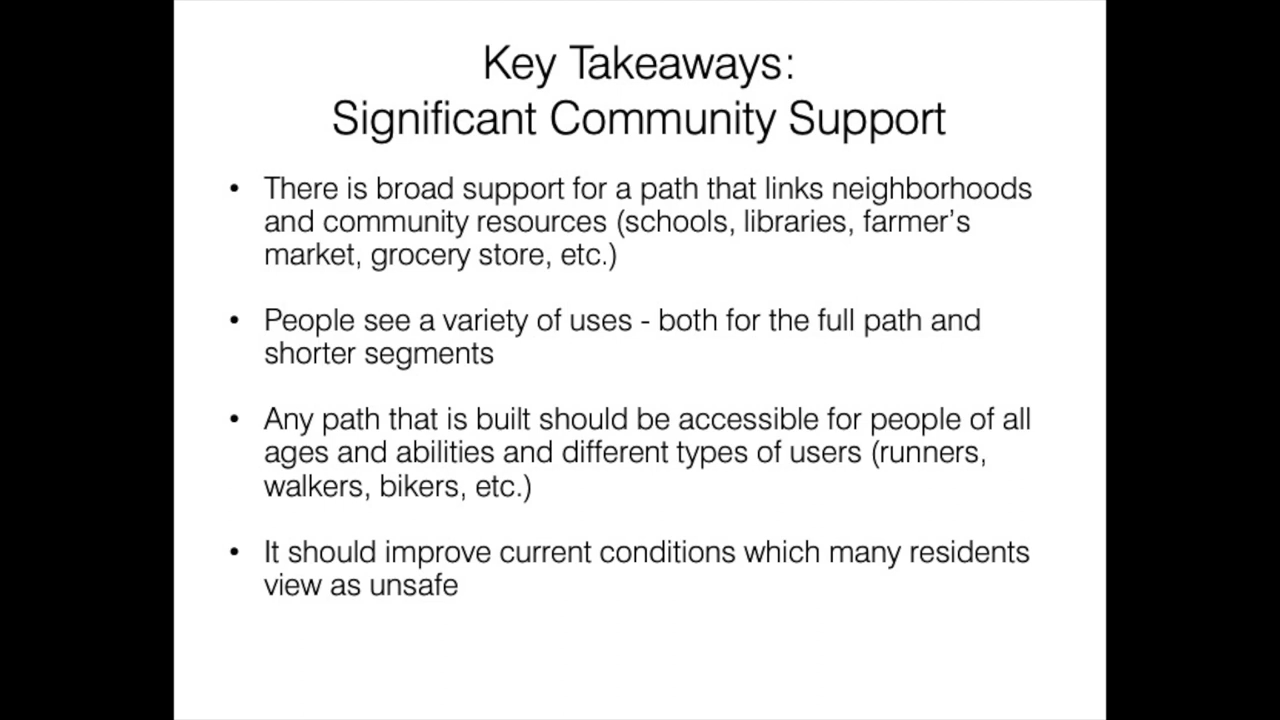 Key Takeaways:
Significant Community Support
• There is broad support for a path that links neighborhoods
and community resources (schools, libraries, farmer’s
market, grocery store, etc.)
• People see a variety of uses - both for the full path and
shorter segments
• Any path that is built should be accessible for people of all
ages and abilities and different types of users (runners,
walkers, bikers, etc.)
• It should improve current conditions which many residents
view as unsafe